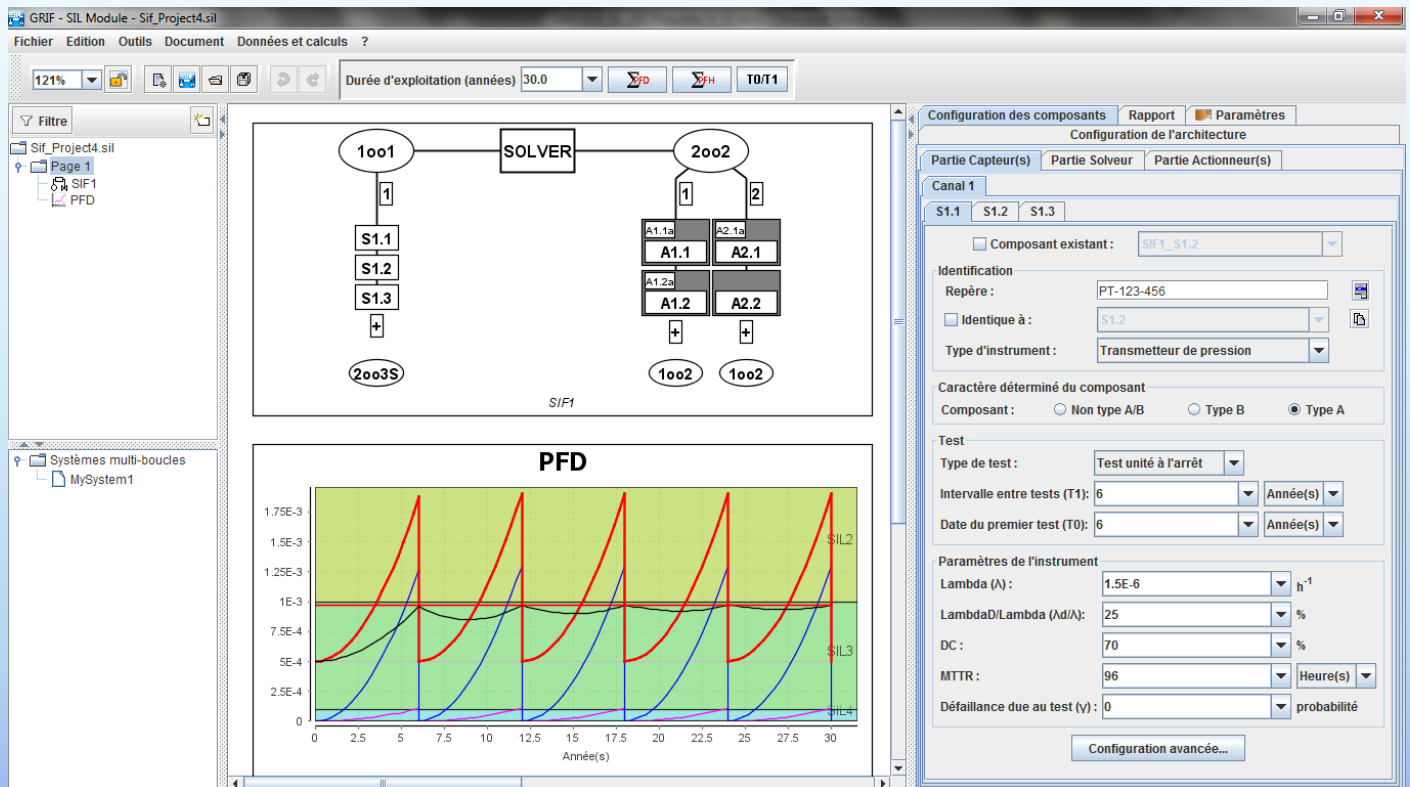 GRIF - SIL Module - Sif_Project4.sil
Fichier Edition Outils Document Données et calculs ?
121%
Durée d'exploitation (années) 30.0
ΣPFD ΣPFH T0/T1
Filtre
Sif_Project4.sil
Page 1
SIF1
PFD
Systèmes multi-boucles
MySystem1
1oo1 SOLVER 2oo2
1 1 2
S1.1
S1.2
S1.3
+
2oo3S
A1.1a A2.1a
A1.1 A2.1
A1.2a
A1.2 A2.2
+ +
1oo2 1oo2
SIF1
PFD
1.75E-3
1.5E-3
1.25E-3
1E-3
7.5E-4
5E-4
2.5E-4
0
SIL2
SIL3
SIL4
0 2.5 5 7.5 10 12.5 15 17.5 20 22.5 25 27.5 30
Année(s)
Configuration des composants Rapport Paramètres
Configuration de l'architecture
Partie Capteur(s) Partie Solveur Partie Actionneur(s)
Canal 1
S1.1 S1.2 S1.3
Composant existant : SIF1_S1.2
Identification
Repère : PT-123-456
Identique à : S1.2
Type d'instrument : Transmetteur de pression
Caractère déterminé du composant
Composant : Non type A/B Type B Type A
Test
Type de test : Test unité à l'arrêt
Intervalle entre tests (T1): 6 Année(s)
Date du premier test (T0): 6 Année(s)
Paramètres de l'instrument
Lambda (λ) : 1.5E-6 h-1
LambdaD/Lambda (λd/λ): 25 %
DC : 70 %
MTTR : 96 Heure(s)
Défaillance due au test (γ) : 0 probabilité
Configuration avancée...